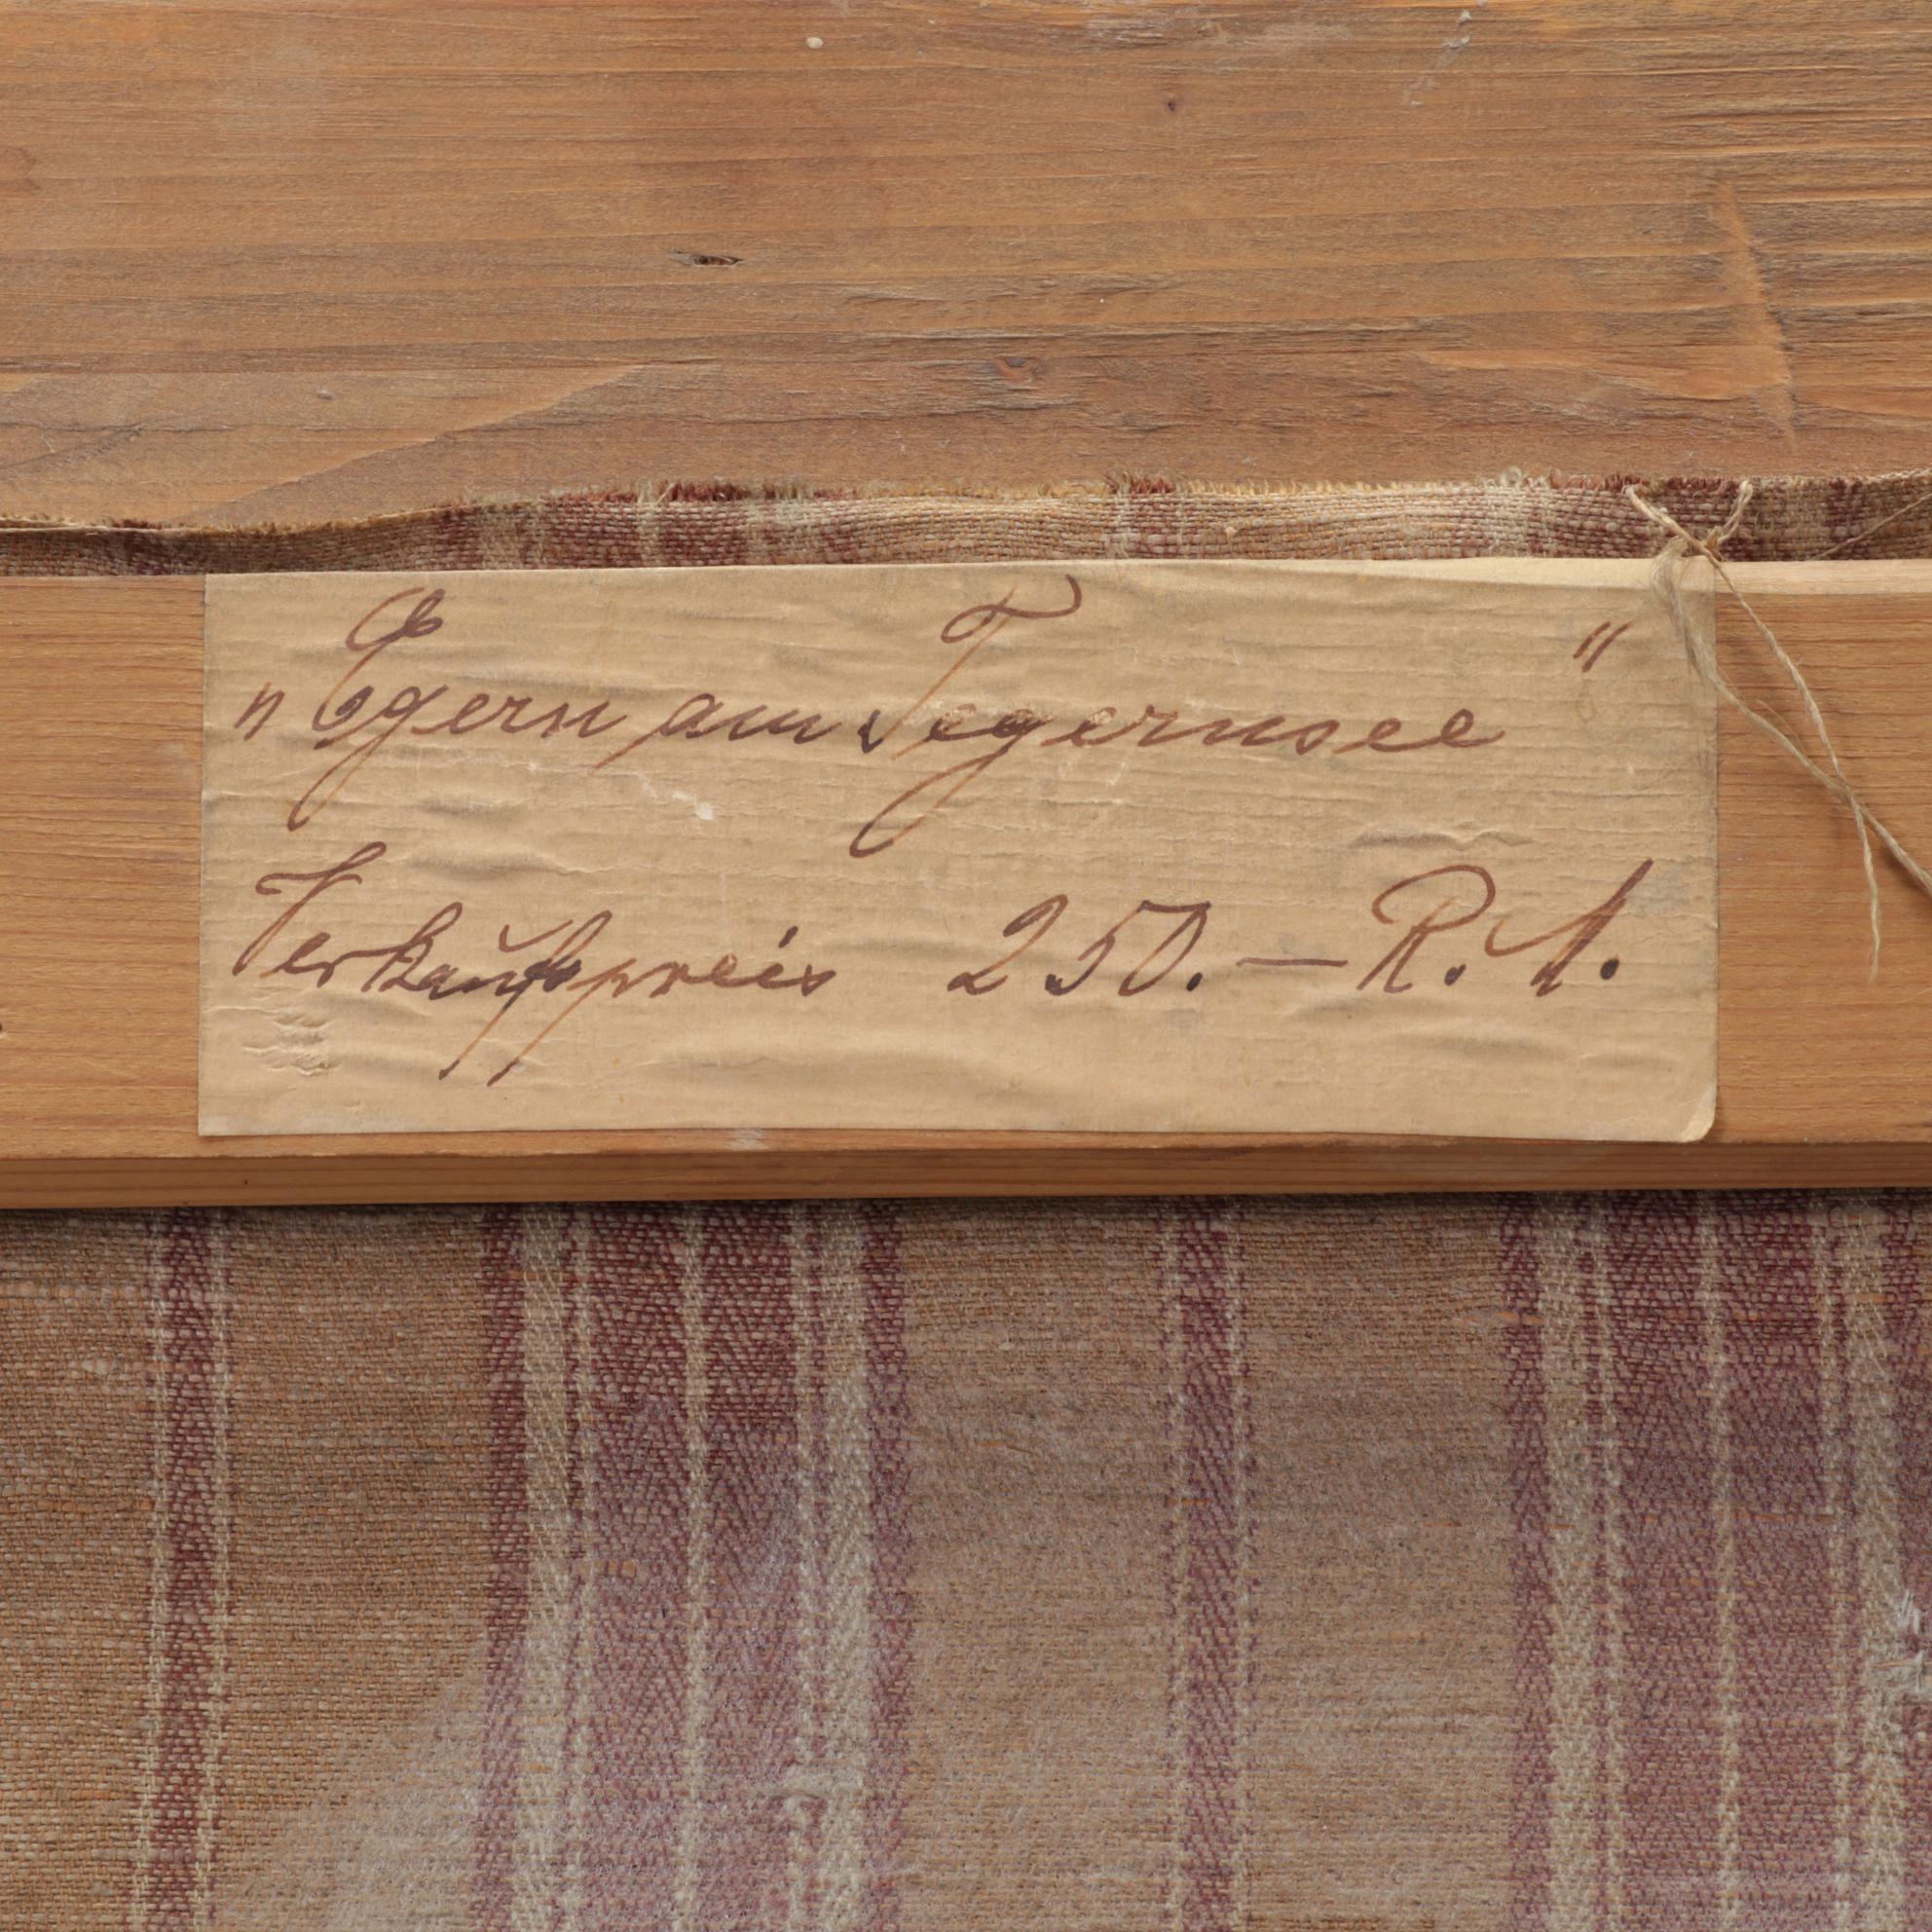 „Egern am Tegernsee"
Verkaufspreis 250.— R.M.